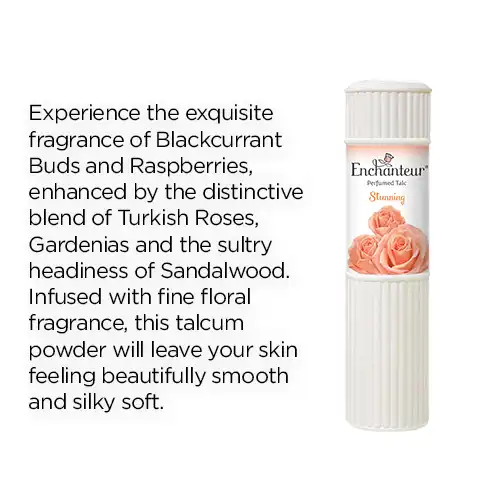 Experience the exquisite
fragrance of Blackcurrant
Buds and Raspberries,
enhanced by the distinctive
blend of Turkish Roses,
Gardenias and the sultry
headiness of Sandalwood.
Infused with fine floral
fragrance, this talcum
powder will leave your skin
feeling beautifully smooth
and silky soft.
Enchanteur™
Perfumed Talc
Stunning